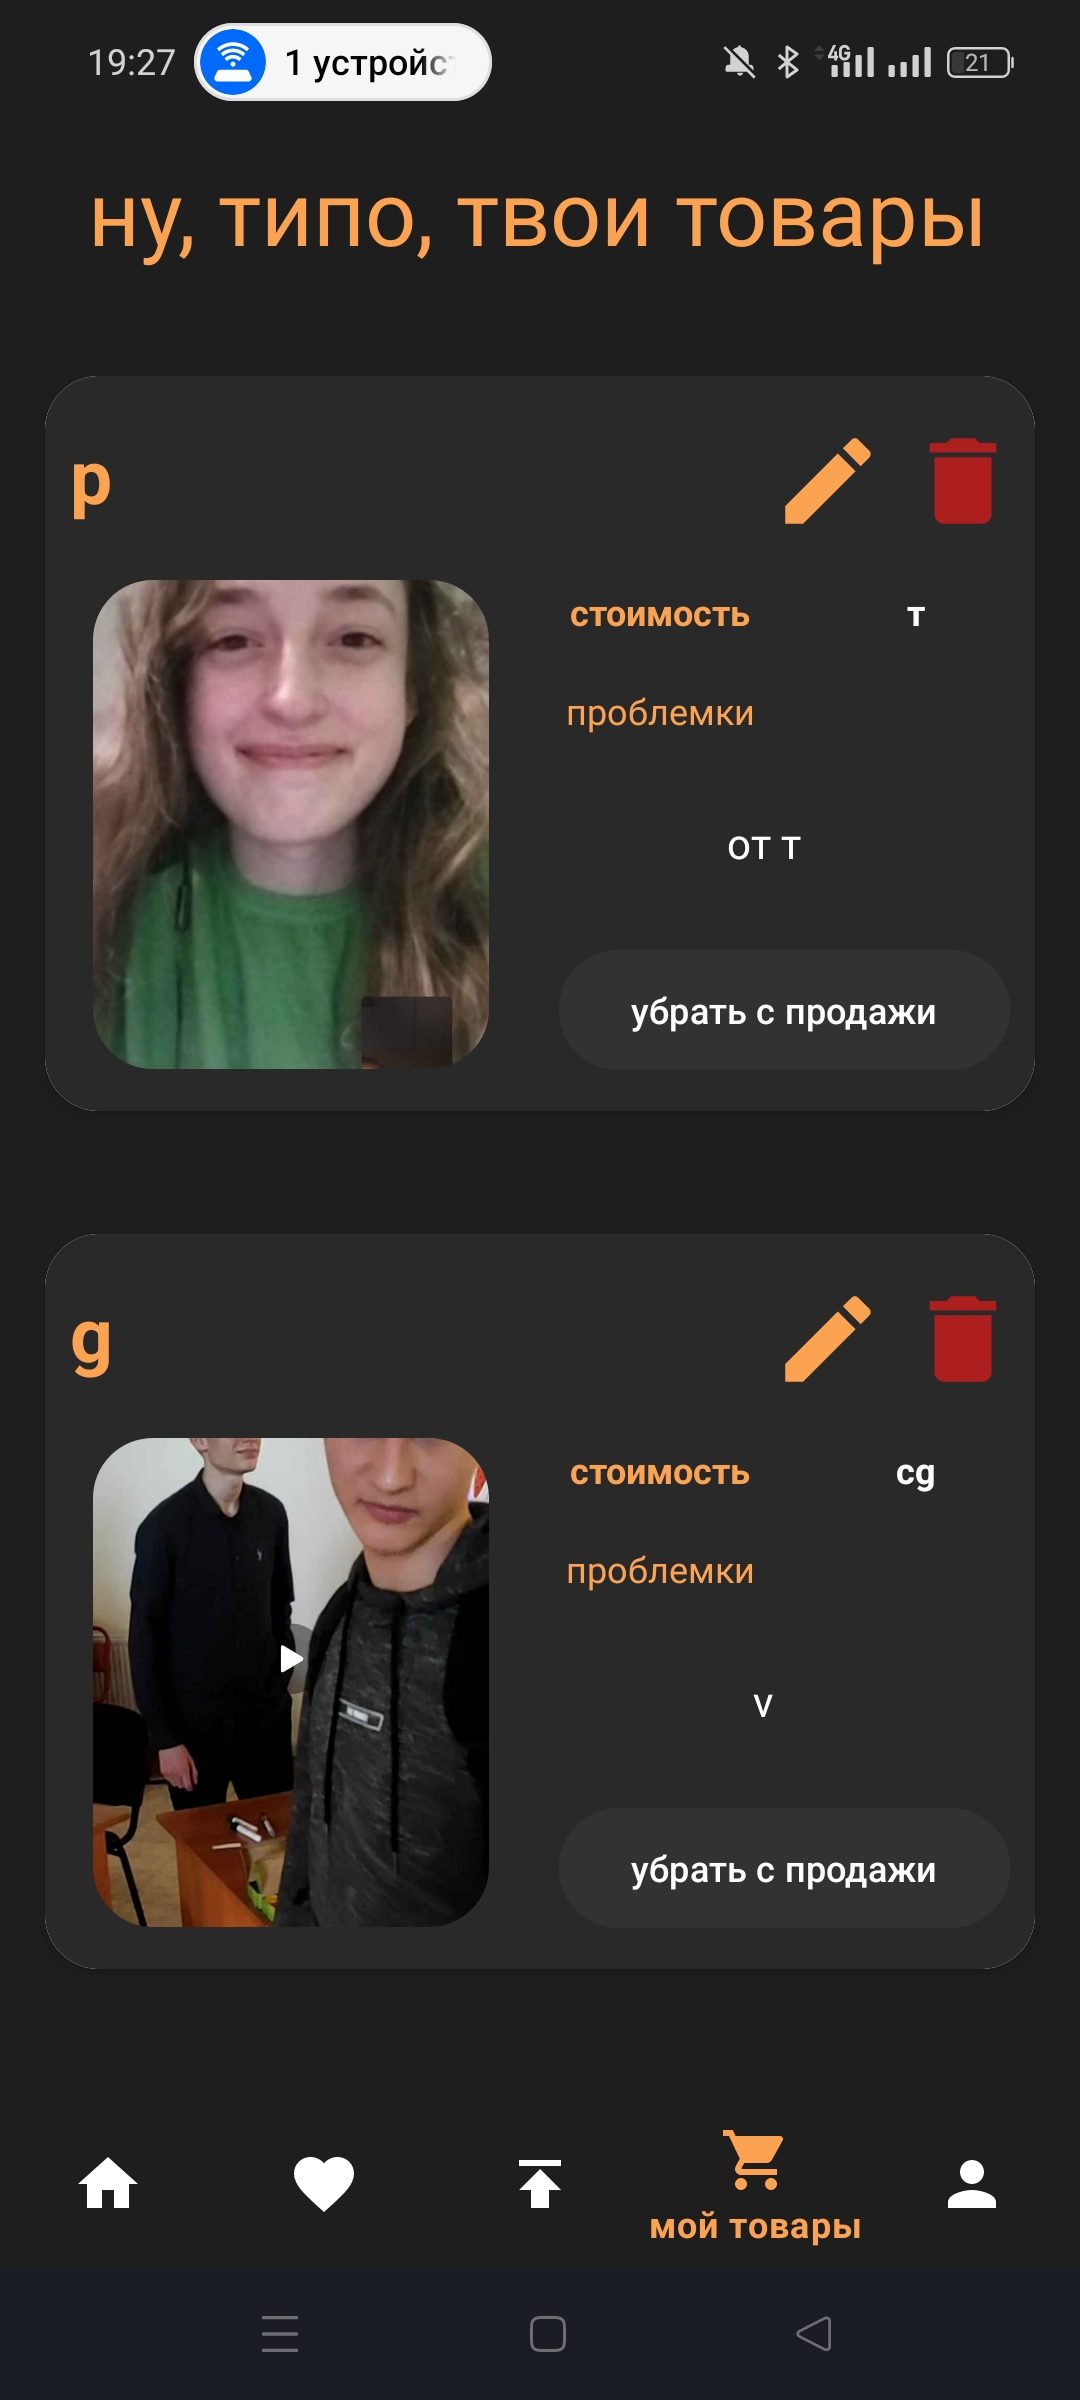 19:27
1 устройс
4G
21
ну, типо, твои товары
p
стоимость т
проблемки
от т
убрать с продажи
g
стоимость cg
проблемки
v
убрать с продажи
мой товары